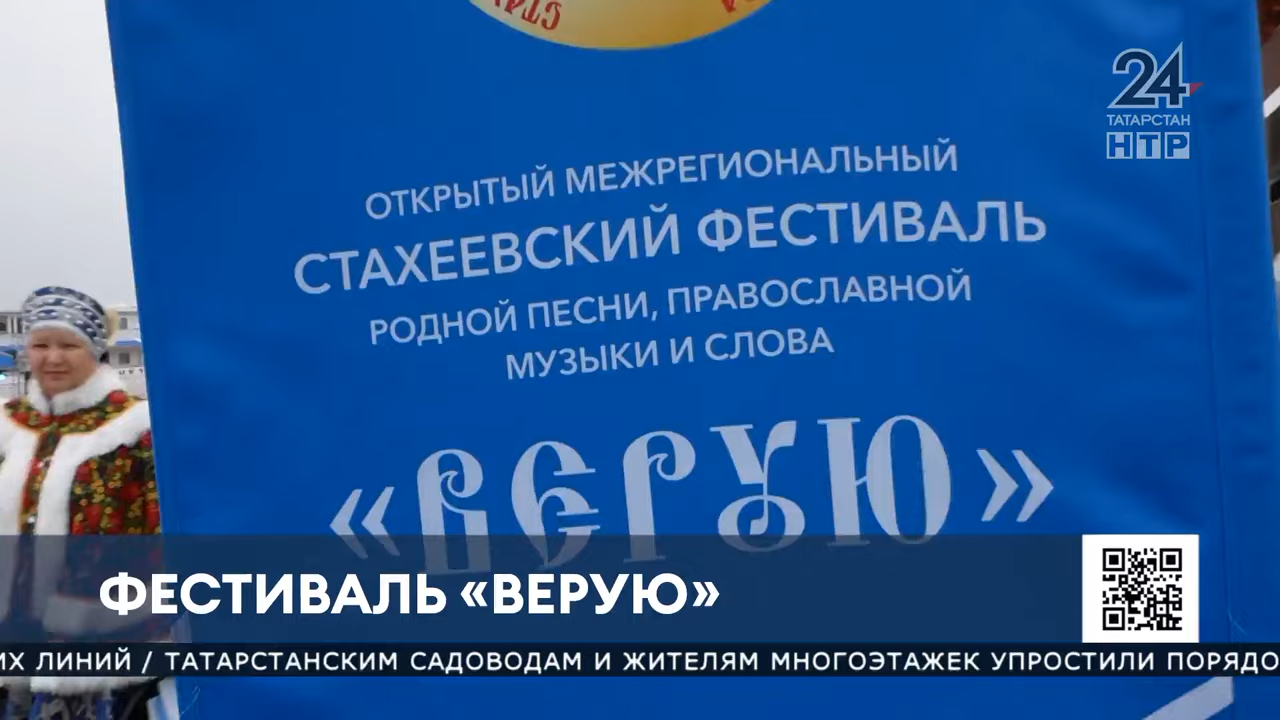 24
ТАТАРСТАН
НТР
ОТКРЫТЫЙ МЕЖРЕГИОНАЛЬНЫЙ
СТАХЕЕВСКИЙ ФЕСТИВАЛЬ
РОДНОЙ ПЕСНИ, ПРАВОСЛАВНОЙ
МУЗЫКИ И СЛОВА
«ВЕРУЮ»
ФЕСТИВАЛЬ «ВЕРУЮ»
ИХ ЛИНИЙ / ТАТАРСТАНСКИМ САДОВОДАМ И ЖИТЕЛЯМ МНОГОЭТАЖЕК УПРОСТИЛИ ПОРЯДО